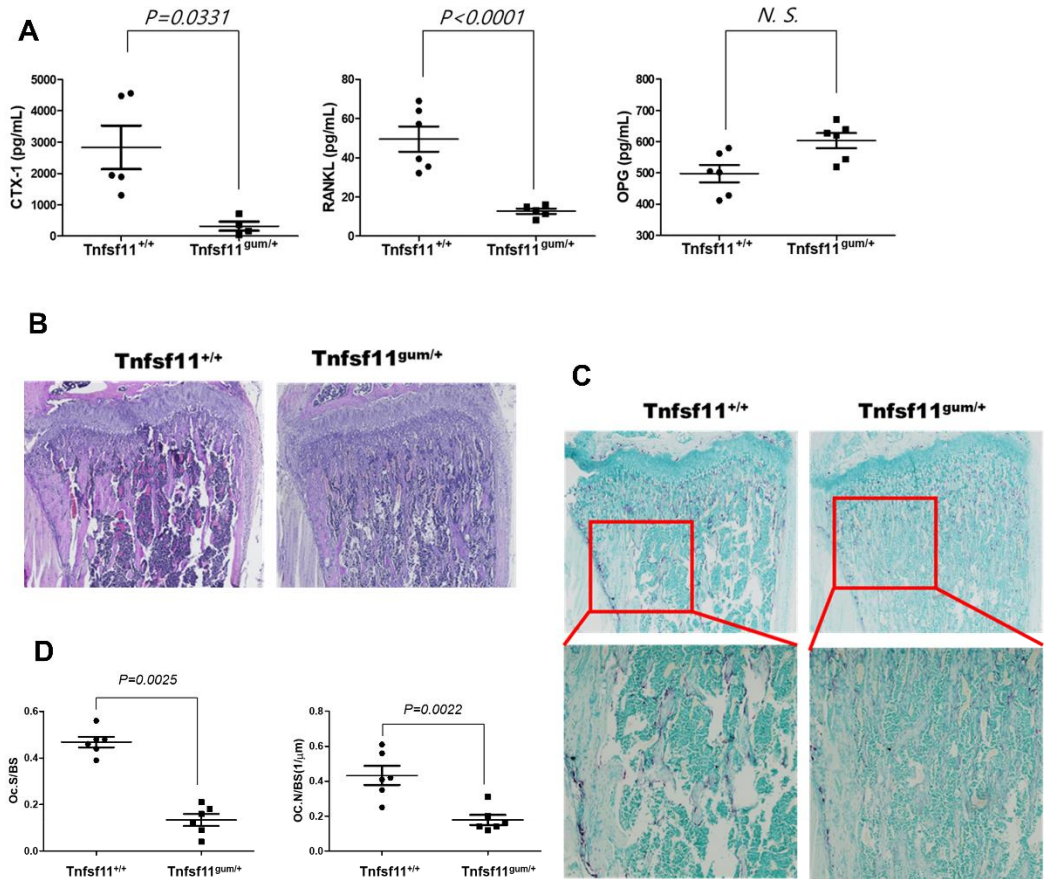 A
P=0.0331
P<0.0001
N. S.
CTX-1 (pg/mL)
5000
4000
3000
2000
1000
0
Tnfsf11+/+
Tnfsf11gum/+
RANKL (pg/mL)
80
60
40
20
0
Tnfsf11+/+
Tnfsf11gum/+
OPG (pg/mL)
800
700
600
500
400
300
Tnfsf11+/+
Tnfsf11gum/+
B
Tnfsf11+/+
Tnfsf11gum/+
C
Tnfsf11+/+
Tnfsf11gum/+
D
P=0.0025
Oc.S/BS
0.6
0.4
0.2
0.0
Tnfsf11+/+
Tnfsf11gum/+
P=0.0022
OC.N/BS(1/µm)
0.8
0.6
0.4
0.2
0.0
Tnfsf11+/+
Tnfsf11gum/+